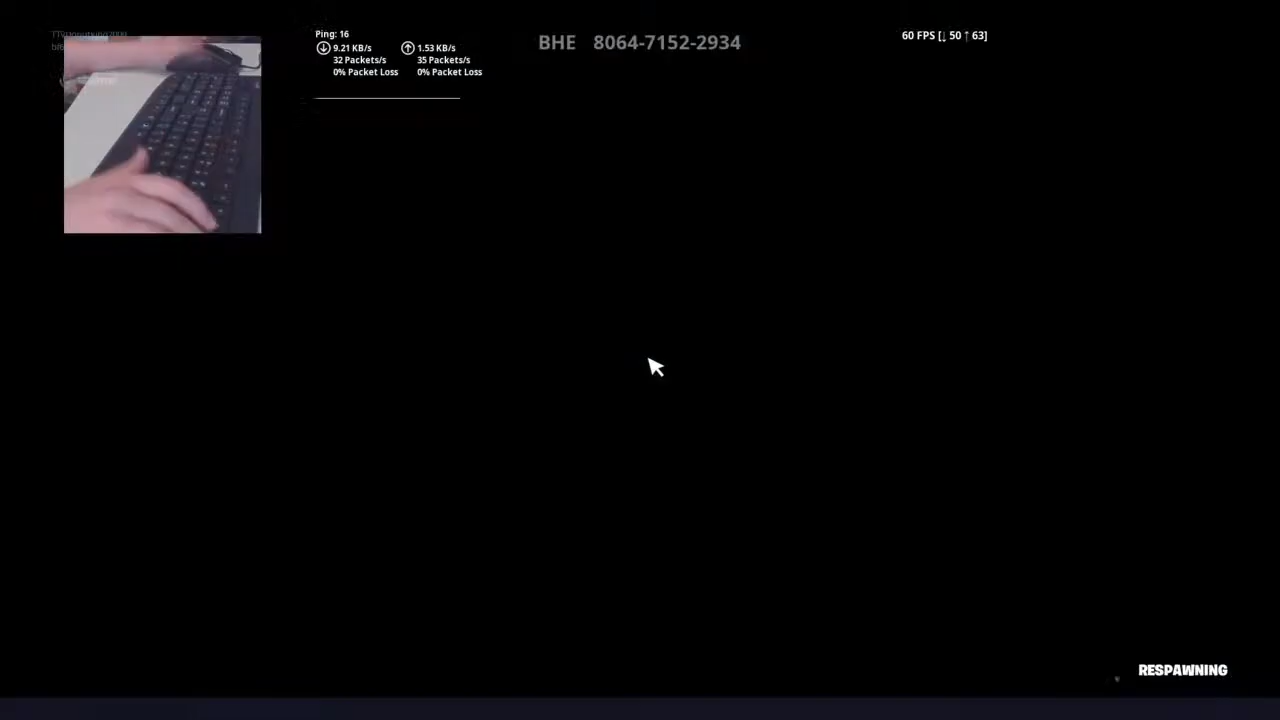 Ping: 16
9.21 KB/s
1.53 KB/s
32 Packets/s
35 Packets/s
0% Packet Loss
0% Packet Loss
BHE 8064-7152-2934
60 FPS [↓ 50 ↑ 63]
RESPAWNING